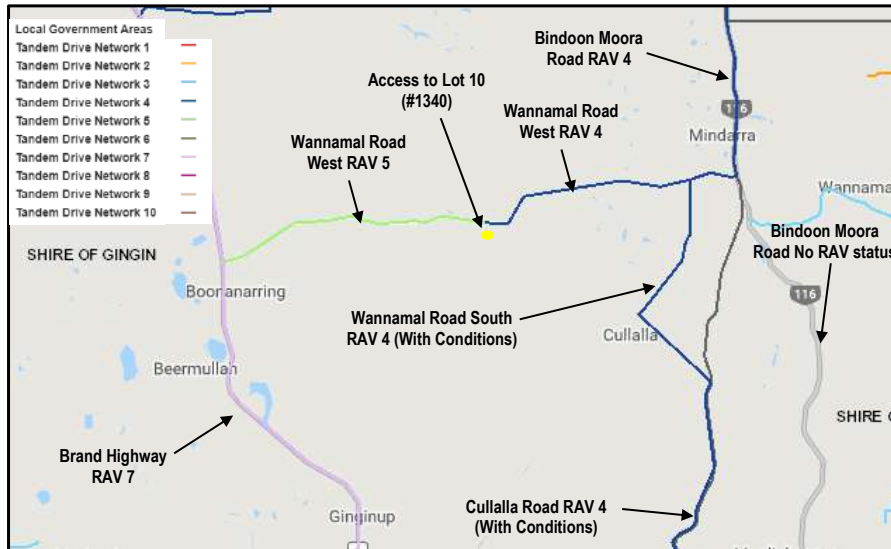 Local Government Areas
Tandem Drive Network 1
Tandem Drive Network 2
Tandem Drive Network 3
Tandem Drive Network 4
Tandem Drive Network 5
Tandem Drive Network 6
Tandem Drive Network 7
Tandem Drive Network 8
Tandem Drive Network 9
Tandem Drive Network 10
Bindoon Moora
Road RAV 4
Access to Lot 10
(#1340)
Wannamal Road
West RAV 4
116
Mindarra
Wannamal Road
West RAV 5
Wannama
Bindoon Moora
Road No RAV status
SHIRE OF GINGIN
Boonanarring
116
Wannamal Road South
RAV 4 (With Conditions)
Cullalla
Beermullah
SHIRE O
Brand Highway
RAV 7
Cullalla Road RAV 4
(With Conditions)
Ginginup